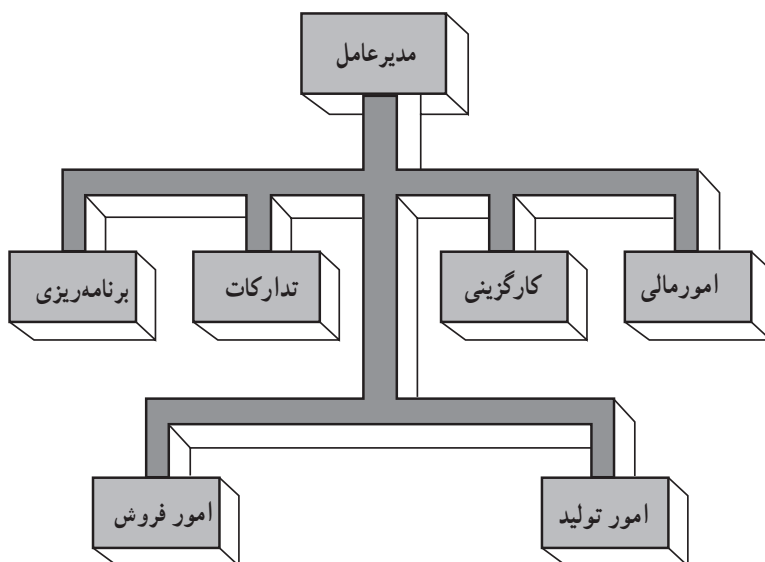 مدیرعامل
امورمالی
کارگزینی
تدارکات
برنامه‌ریزی
امور تولید
امور فروش